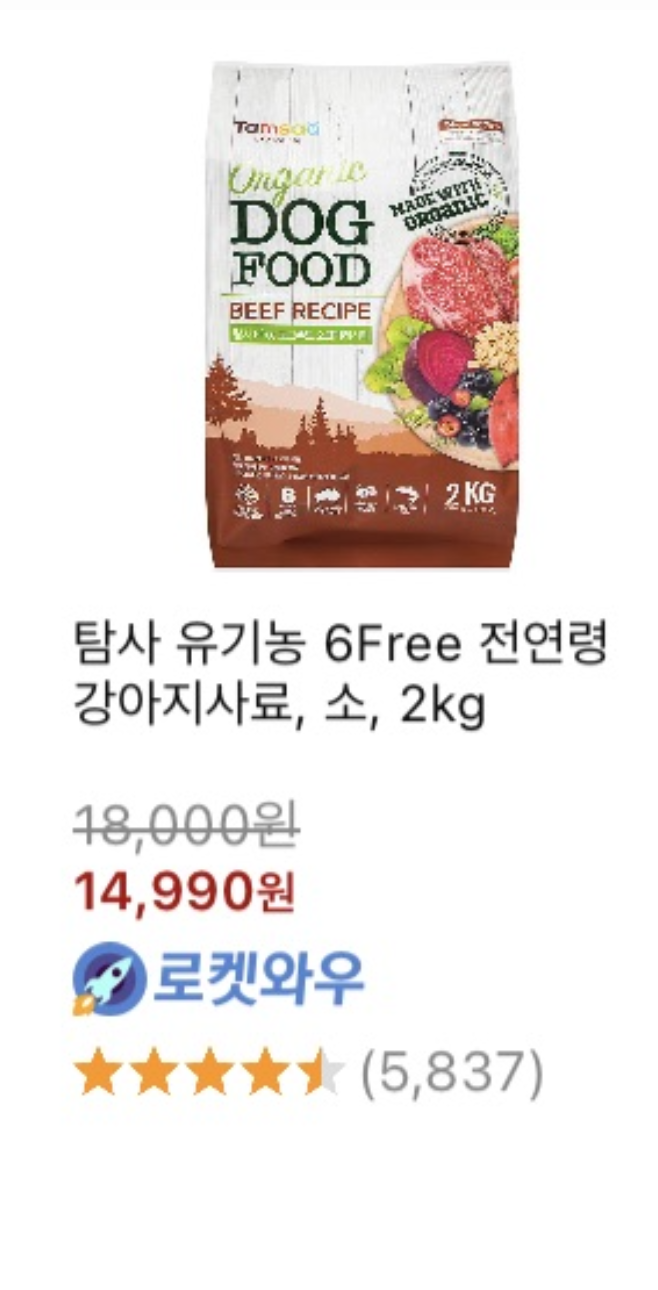 Tamsaa
Organic
MADE WITH
organic
DOG
FOOD
BEEF RECIPE
2 KG
탐사 유기농 6Free 전연령
강아지사료, 소, 2kg
18,000원
14,990원
로켓와우
(5,837)